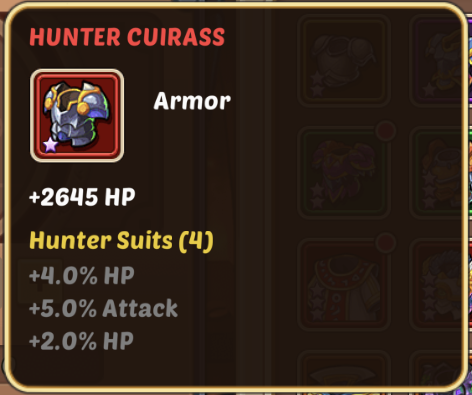 HUNTER CUIRASS
Armor
+2645 HP
Hunter Suits (4)
+4.0% HP
+5.0% Attack
+2.0% HP